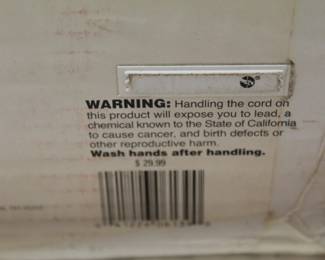 WARNING: Handling the cord on
this product will expose you to lead, a
chemical known to the State of California
to cause cancer, and birth defects or
other reproductive harm.
Wash hands after handling.
$ 29.99